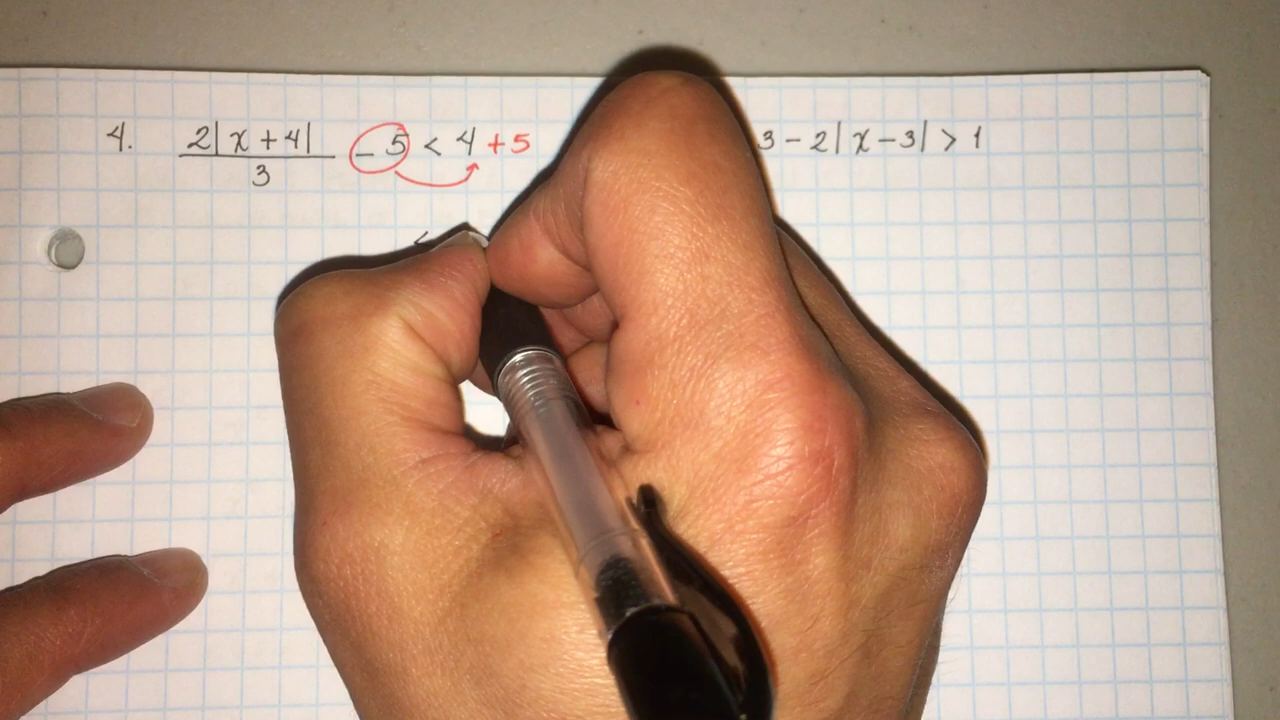 4. 2| x + 4| / 3 - 5 < 4 + 5
3 - 2| x - 3| > 1
<